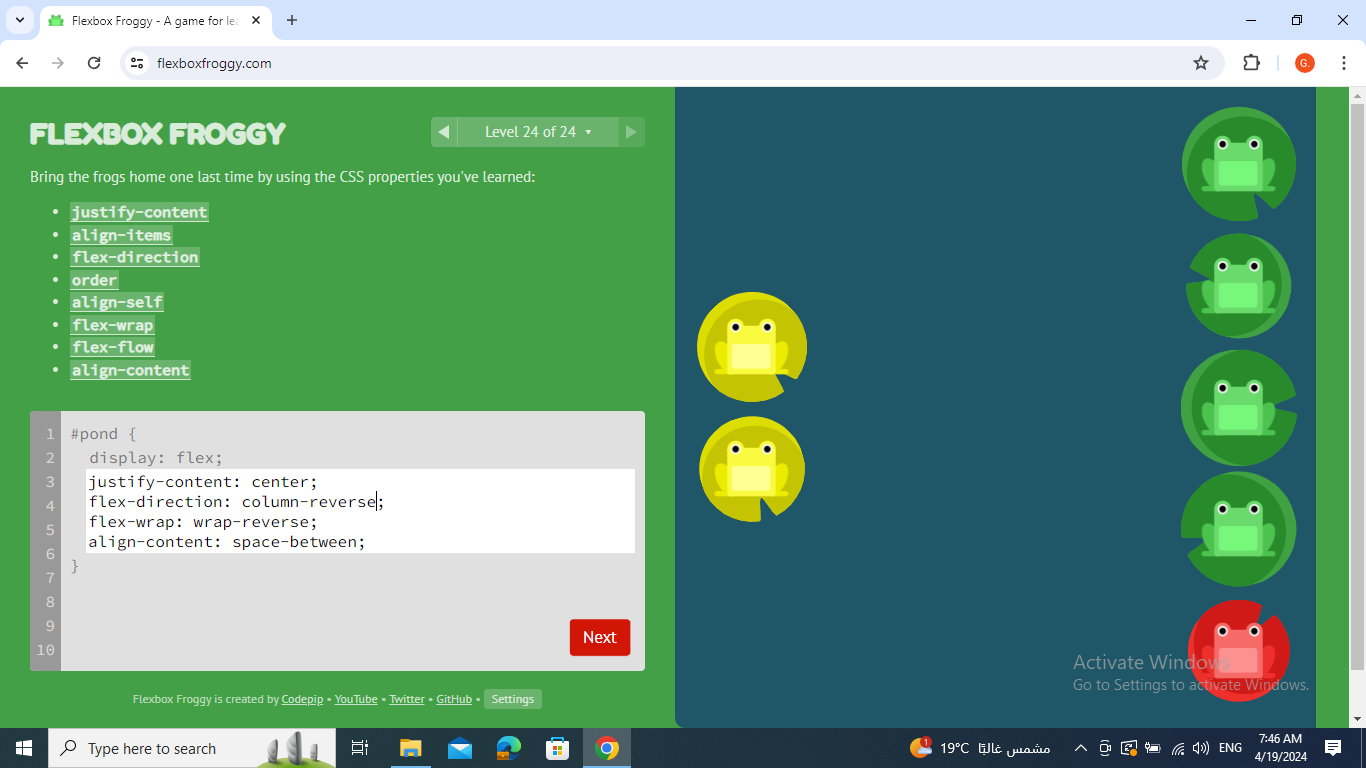 Flexbox Froggy - A game for lea
flexboxfroggy.com
G.
FLEXBOX FROGGY
Level 24 of 24
Bring the frogs home one last time by using the CSS properties you've learned:
• justify-content
• align-items
• flex-direction
• order
• align-self
• flex-wrap
• flex-flow
• align-content
1 #pond {
2 display: flex;
3 justify-content: center;
4 flex-direction: column-reverse;
5 flex-wrap: wrap-reverse;
6 align-content: space-between;
7 }
8
9
10
Next
Flexbox Froggy is created by Codepip • YouTube • Twitter • GitHub • Settings
Activate Windows
Go to Settings to activate Windows.
Type here to search
1
19°C مشمس غالبًا
ENG
7:46 AM
4/19/2024